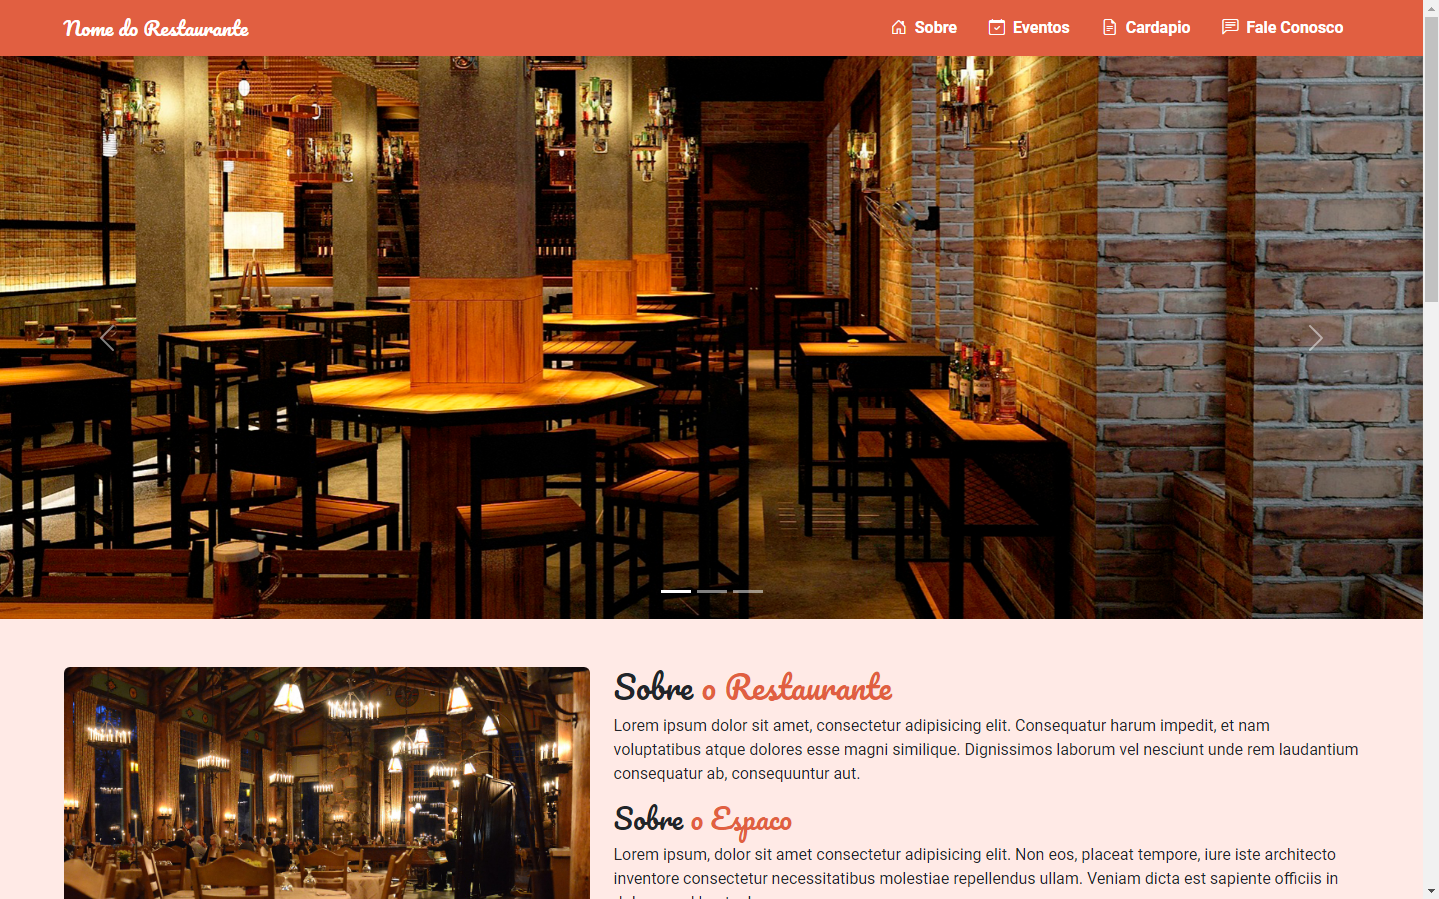 Nome do Restaurante
Sobre
Eventos
Cardapio
Fale Conosco
Sobre o Restaurante
Lorem ipsum dolor sit amet, consectetur adipisicing elit. Consequatur harum impedit, et nam
voluptatibus atque dolores esse magni similique. Dignissimos laborum vel nesciunt unde rem laudantium
consequatur ab, consequuntur aut.
Sobre o Espaco
Lorem ipsum, dolor sit amet consectetur adipisicing elit. Non eos, placeat tempore, iure iste architecto
inventore consectetur necessitatibus molestiae repellendus ullam. Veniam dicta est sapiente officiis in